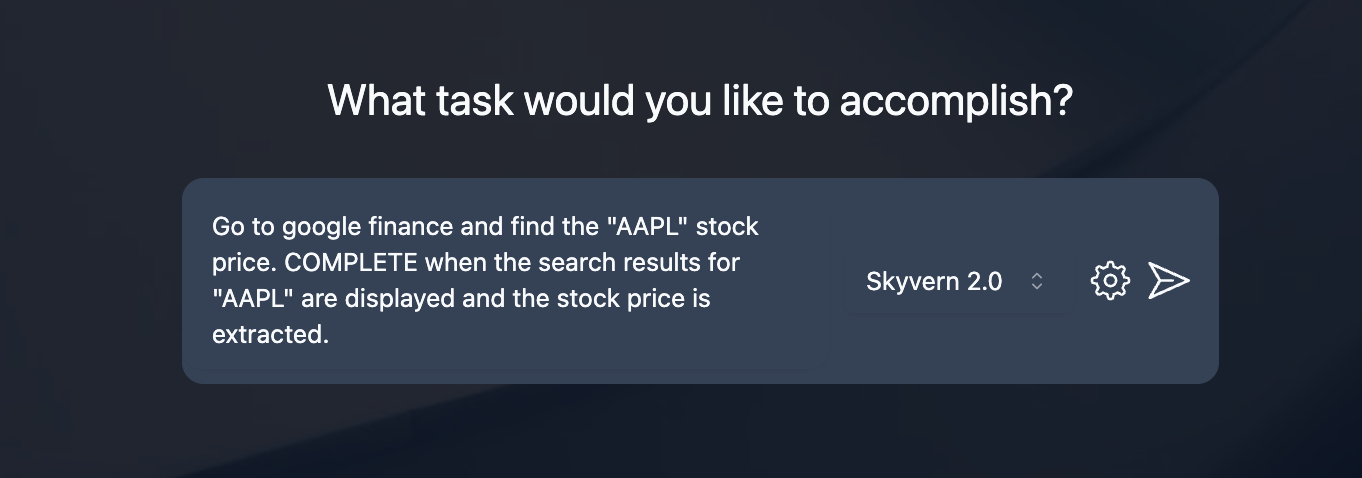 What task would you like to accomplish?
Go to google finance and find the "AAPL" stock
price. COMPLETE when the search results for
"AAPL" are displayed and the stock price is
extracted.
Skyvern 2.0